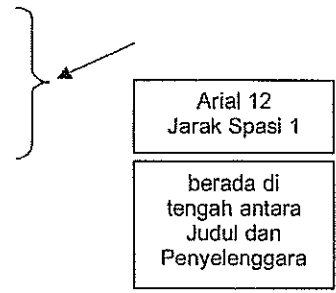 Arial 12
Jarak Spasi 1
berada di
tengah antara
Judul dan
Penyelenggara